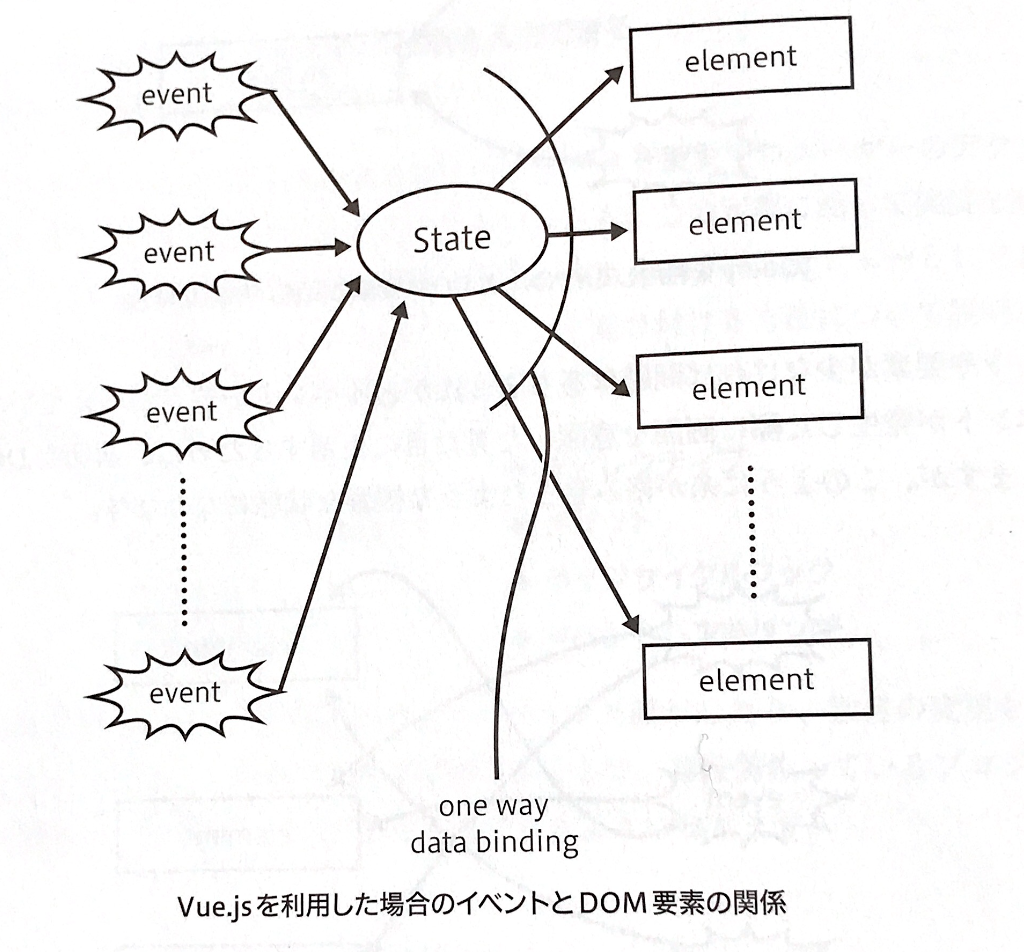 event
element
event
State
element
event
element
event
element
one way
data binding
Vue.jsを利用した場合のイベントとDOM要素の関係